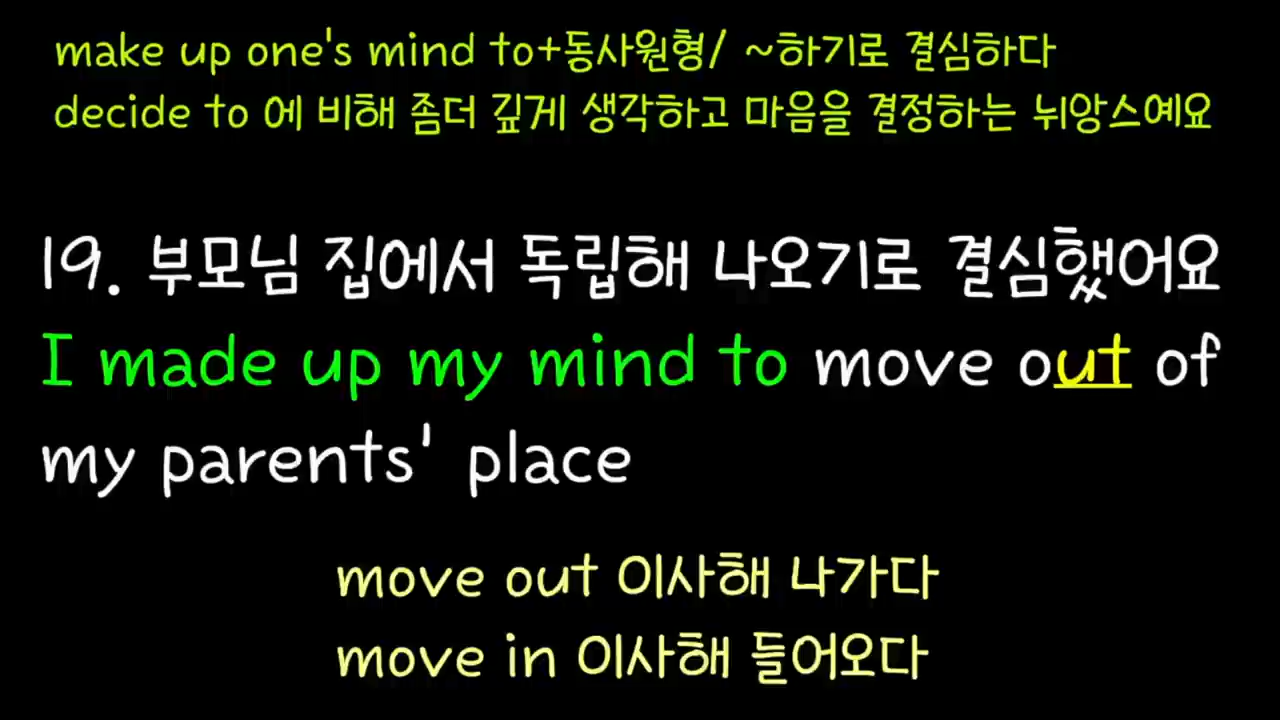 make up one's mind to+동사원형/ ~하기로 결심하다
decide to 에 비해 좀더 깊게 생각하고 마음을 결정하는 뉘앙스예요
19. 부모님 집에서 독립해 나오기로 결심했어요
I made up my mind to move out of
my parents' place
move out 이사해 나가다
move in 이사해 들어오다